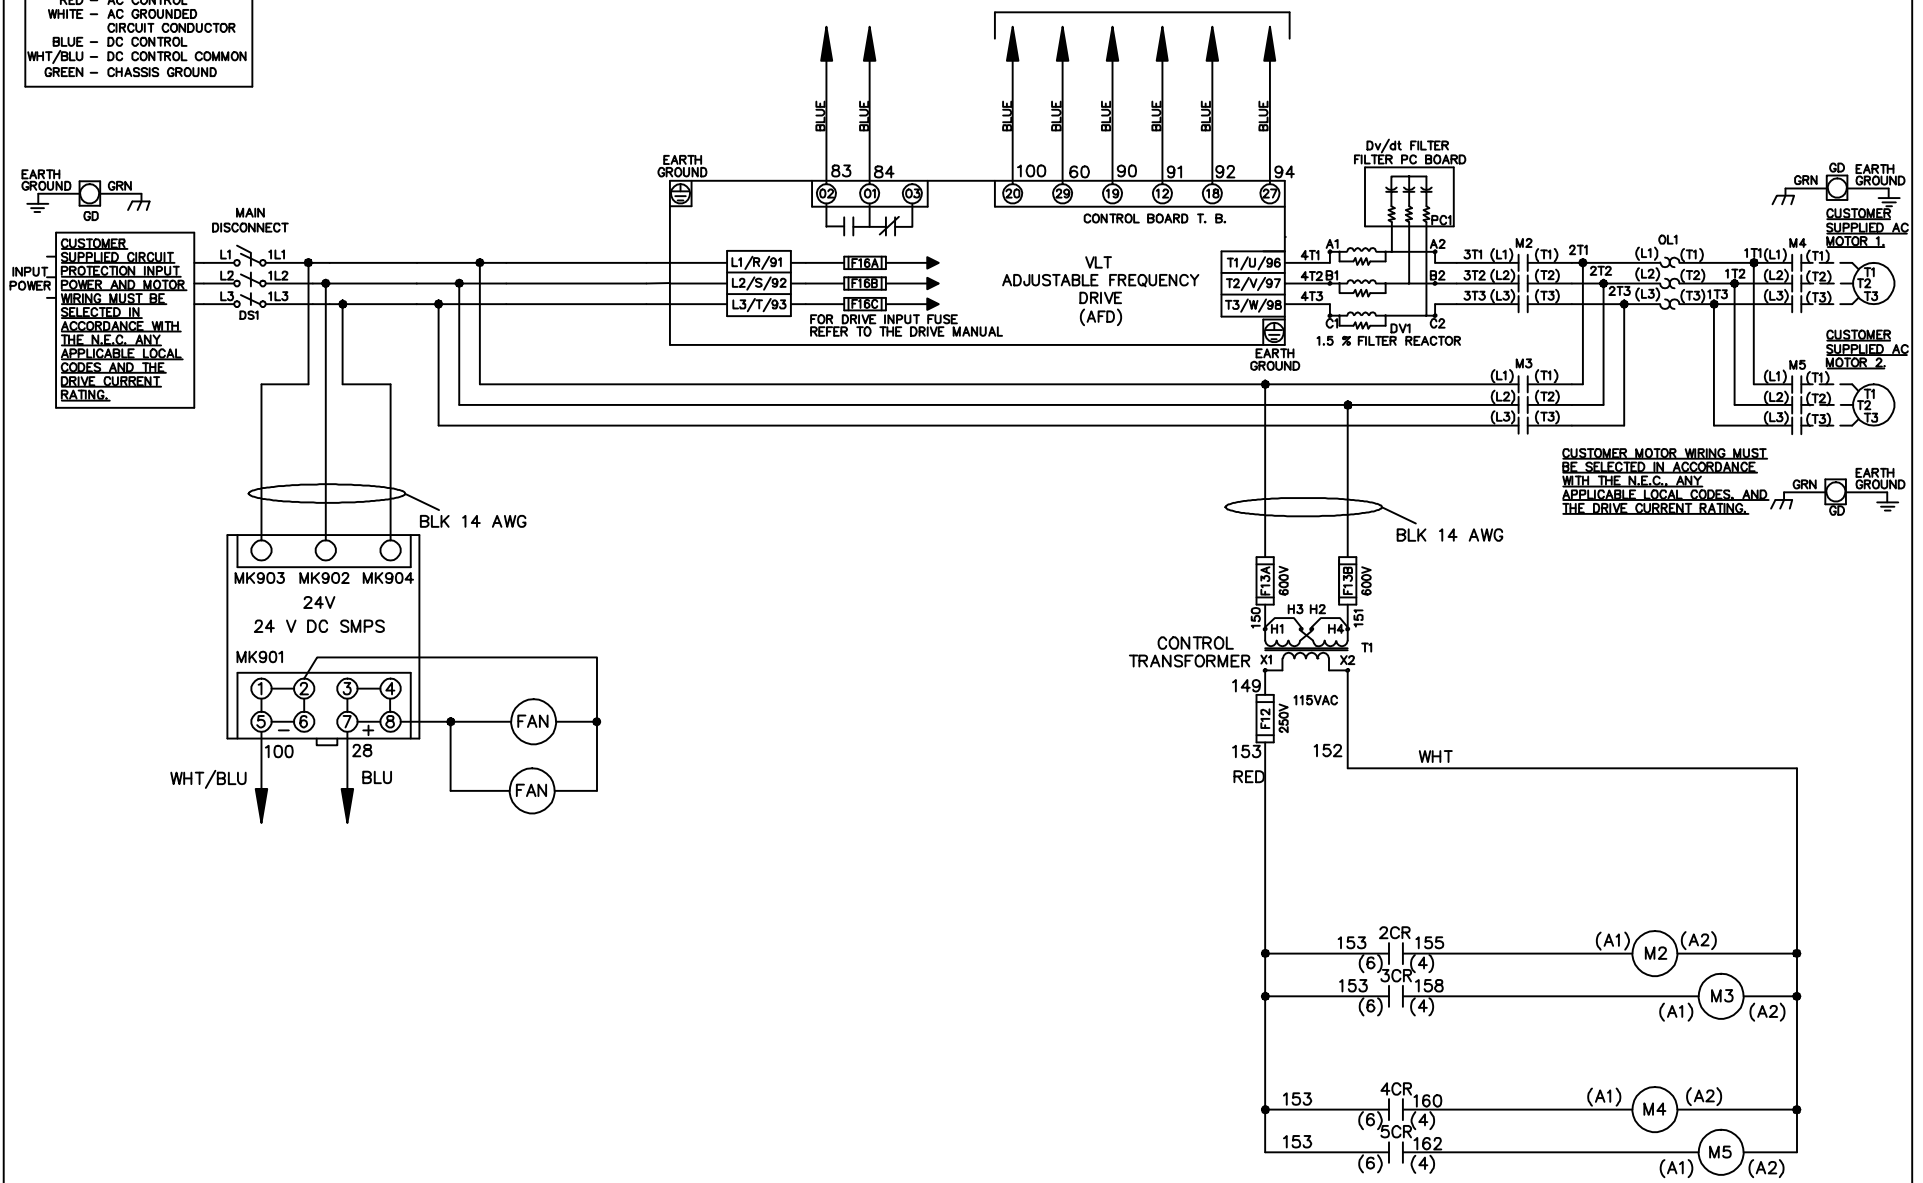 RED – AC CONTROL
WHITE – AC GROUNDED
CIRCUIT CONDUCTOR
BLUE – DC CONTROL
WHT/BLU – DC CONTROL COMMON
GREEN – CHASSIS GROUND
BLUE
BLUE
BLUE
BLUE
BLUE
BLUE
BLUE
BLUE
EARTH
GROUND
GRN
GD
MAIN
DISCONNECT
L1 1L1
L2 1L2
L3 1L3
DS1
INPUT
POWER
CUSTOMER
SUPPLIED CIRCUIT
PROTECTION INPUT
POWER AND MOTOR
WIRING MUST BE
SELECTED IN
ACCORDANCE WITH
THE N.E.C. ANY
APPLICABLE LOCAL
CODES AND THE
DRIVE CURRENT
RATING.
EARTH
GROUND
83 84
02 01 03
100 60 90 91 92 94
20 29 19 12 18 27
CONTROL BOARD T. B.
L1/R/91
L2/S/92
L3/T/93
F16A
F16B
F16C
FOR DRIVE INPUT FUSE
REFER TO THE DRIVE MANUAL
VLT
ADJUSTABLE FREQUENCY
DRIVE
(AFD)
T1/U/96
T2/V/97
T3/W/98
EARTH
GROUND
Dv/dt FILTER
FILTER PC BOARD
PC1
4T1 A1 A2
4T2 B1 B2
4T3 C1 C2
DV1
1.5 % FILTER REACTOR
3T1 (L1) M2 (T1) 2T1
3T2 (L2) (T2) 2T2
3T3 (L3) (T3) 2T3
OL1
(L1) (T1) 1T1
(L2) (T2) 1T2
(L3) (T3) 1T3
M4
(L1) (T1)
(L2) (T2)
(L3) (T3)
T1
T2
T3
GRN
GD
EARTH
GROUND
CUSTOMER
SUPPLIED AC
MOTOR 1.
M3
(L1) (T1)
(L2) (T2)
(L3) (T3)
CUSTOMER
SUPPLIED AC
MOTOR 2.
M5
(L1) (T1)
(L2) (T2)
(L3) (T3)
T1
T2
T3
CUSTOMER MOTOR WIRING MUST
BE SELECTED IN ACCORDANCE
WITH THE N.E.C., ANY
APPLICABLE LOCAL CODES, AND
THE DRIVE CURRENT RATING.
GRN
GD
EARTH
GROUND
BLK 14 AWG
MK903 MK902 MK904
24V
24 V DC SMPS
MK901
1 2 3 4
5 6 7 8
– +
100 28
WHT/BLU BLU
FAN
FAN
BLK 14 AWG
F13A
600V
F13B
600V
150 151
H3 H2
H1 H4
T1
CONTROL
TRANSFORMER
X1 X2
149
115VAC
F12
250V
153 152
RED
WHT
2CR
153 155
(6) (4)
(A1) M2 (A2)
3CR
153 158
(6) (4)
(A1) M3 (A2)
4CR
153 160
(6) (4)
(A1) M4 (A2)
5CR
153 162
(6) (4)
(A1) M5 (A2)